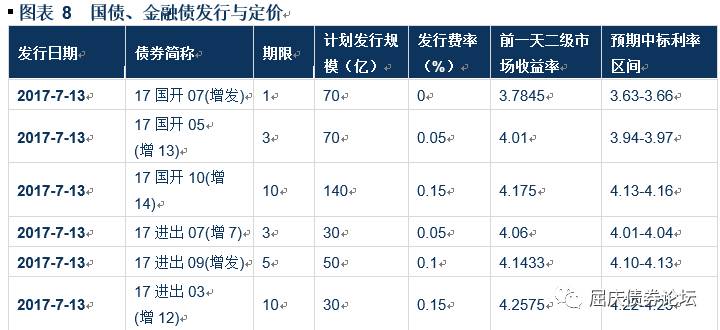 图表 8 国债、金融债发行与定价
发行日期 债券简称 期限 计划发行规模（亿） 发行费率（%） 前一天二级市场收益率 预期中标利率区间
2017-7-13 17 国开 07(增发) 1 70 0 3.7845 3.63-3.66
2017-7-13 17 国开 05 (增 13) 3 70 0.05 4.01 3.94-3.97
2017-7-13 17 国开 10(增 14) 10 140 0.15 4.175 4.13-4.16
2017-7-13 17 进出 07(增 7) 3 30 0.05 4.06 4.01-4.04
2017-7-13 17 进出 09(增发) 5 50 0.1 4.1433 4.10-4.13
2017-7-13 17 进出 03 (增 12) 10 30 0.15 4.2575
屈庆债券论坛